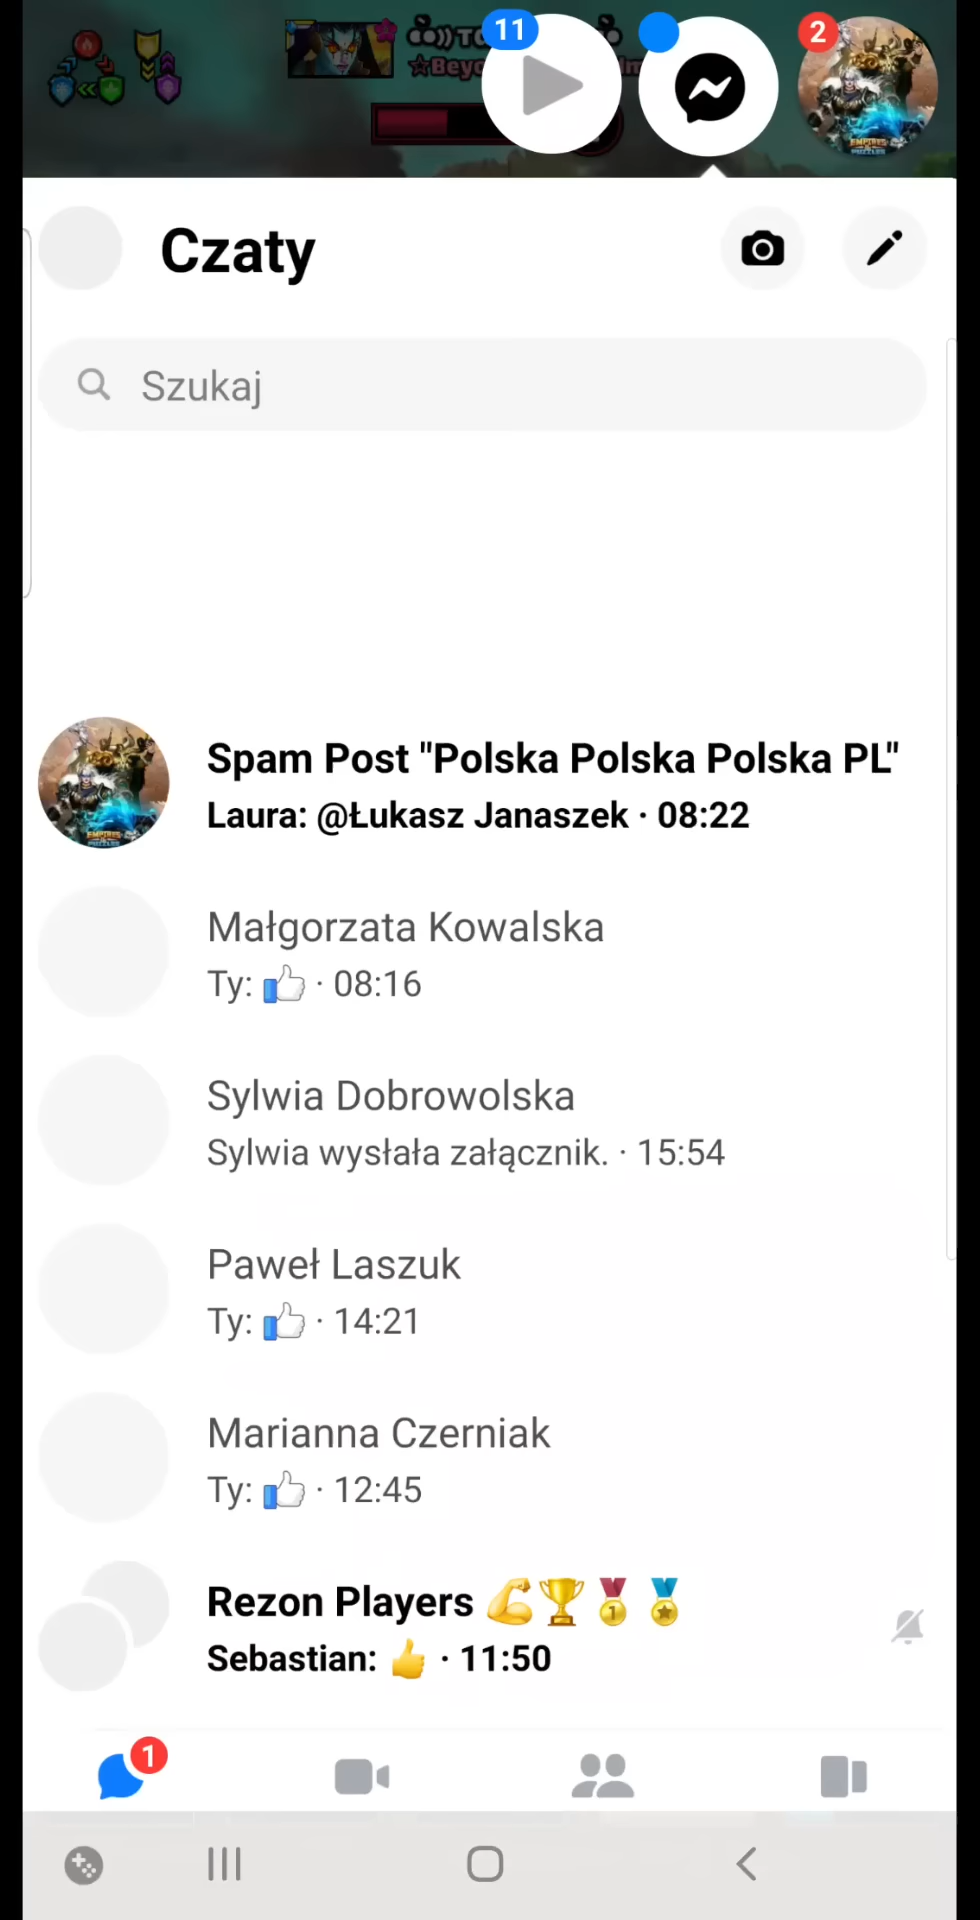 11
2
Czaty
Szukaj
Spam Post "Polska Polska Polska PL"
Laura: @Łukasz Janaszek · 08:22
Małgorzata Kowalska
Ty: 👍 · 08:16
Sylwia Dobrowolska
Sylwia wysłała załącznik. · 15:54
Paweł Laszuk
Ty: 👍 · 14:21
Marianna Czerniak
Ty: 👍 · 12:45
Rezon Players 💪🏆🥇🏅
Sebastian: 👍 · 11:50
1